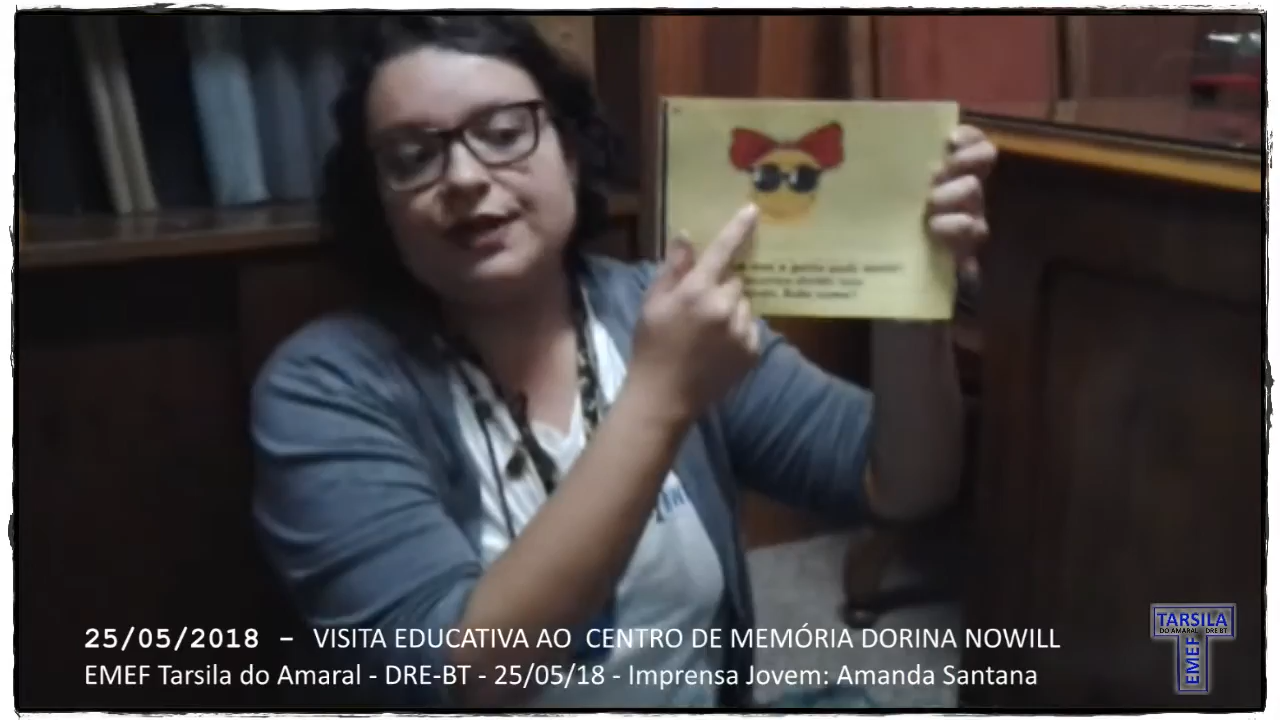 25/05/2018 – VISITA EDUCATIVA AO CENTRO DE MEMÓRIA DORINA NOWILL
EMEF Tarsila do Amaral - DRE-BT - 25/05/18 - Imprensa Jovem: Amanda Santana
TARSILA
DO AMARAL DRE BT
EMEF